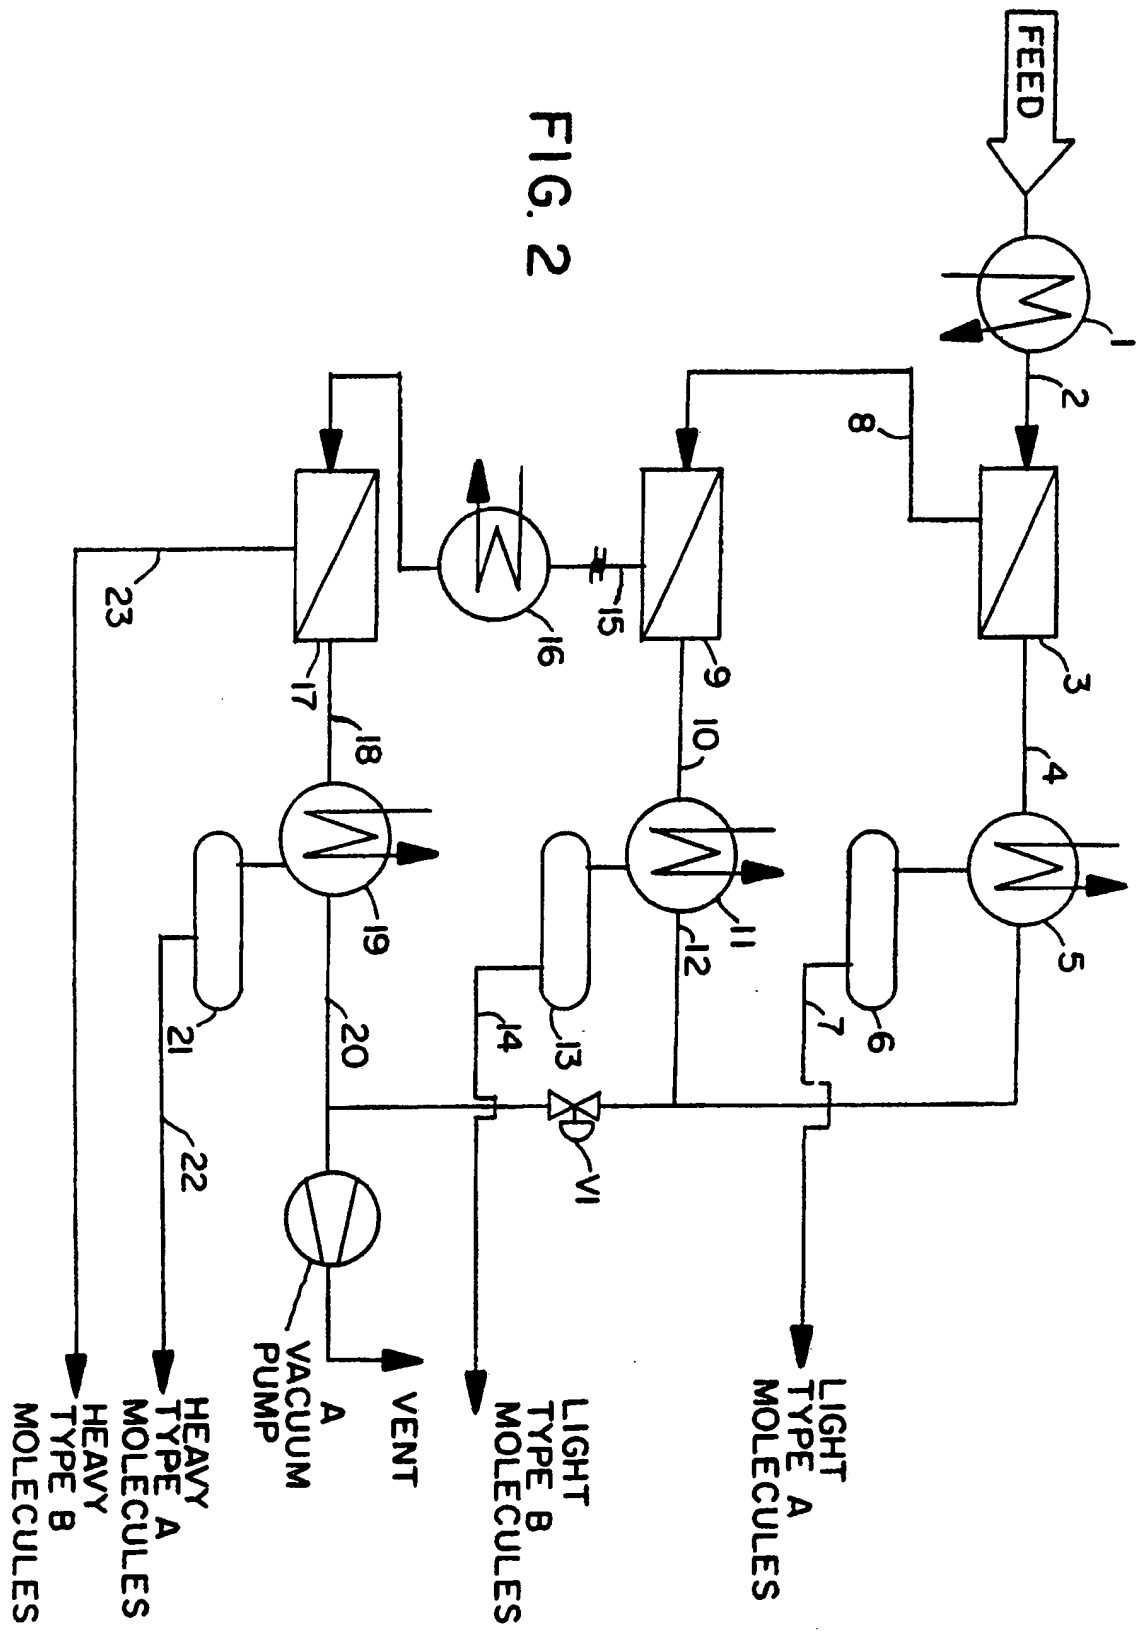 FEED
1
2
3
4
5
6
7
LIGHT
TYPE A
MOLECULES
8
9
10
11
12
13
14
V1
LIGHT
TYPE B
MOLECULES
15
16
17
18
19
20
21
22
23
VENT
A
VACUUM
PUMP
HEAVY
TYPE A
MOLECULES
HEAVY
TYPE B
MOLECULES
FIG. 2